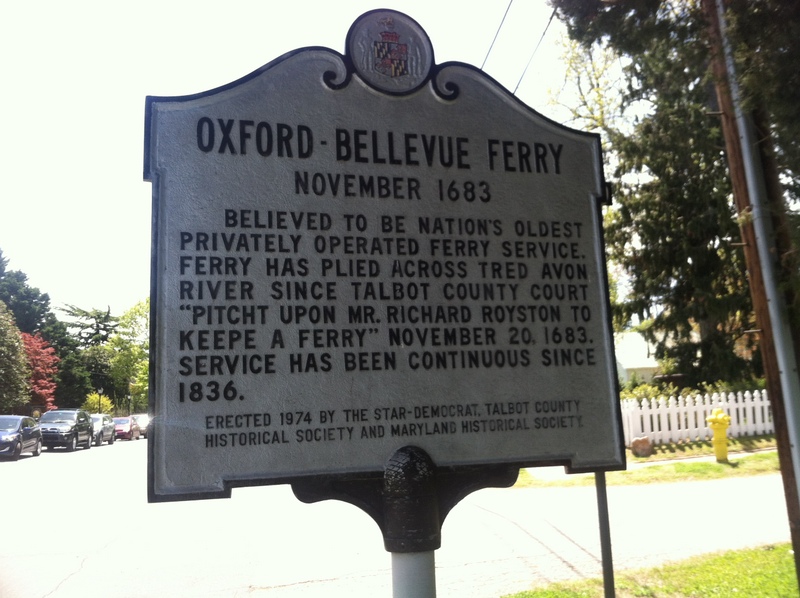 OXFORD - BELLEVUE FERRY
NOVEMBER 1683
BELIEVED TO BE NATION'S OLDEST
PRIVATELY OPERATED FERRY SERVICE.
FERRY HAS PLIED ACROSS TRED AVON
RIVER SINCE TALBOT COUNTY COURT
"PITCHT UPON MR. RICHARD ROYSTON TO
KEEPE A FERRY" NOVEMBER 20, 1683.
SERVICE HAS BEEN CONTINUOUS SINCE
1836.
ERECTED 1974 BY THE STAR-DEMOCRAT, TALBOT COUNTY
HISTORICAL SOCIETY AND MARYLAND HISTORICAL SOCIETY.